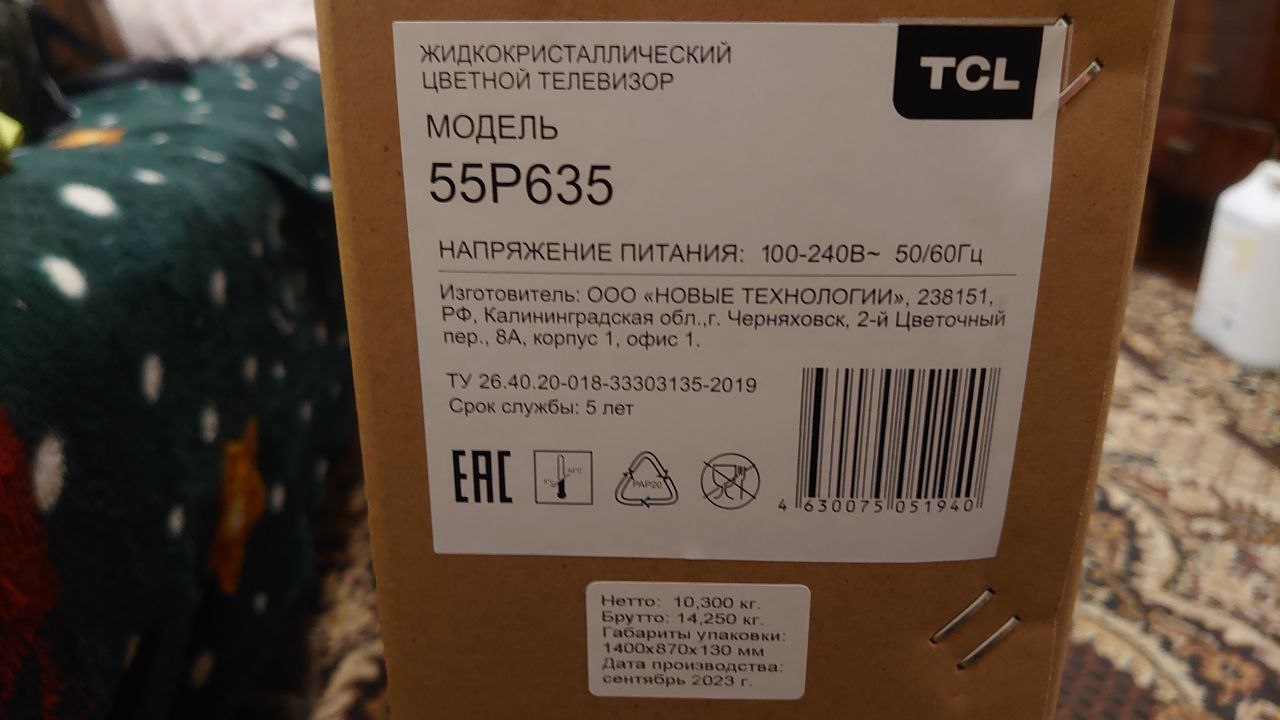 ЖИДКОКРИСТАЛЛИЧЕСКИЙ
ЦВЕТНОЙ ТЕЛЕВИЗОР
TCL
МОДЕЛЬ
55P635
НАПРЯЖЕНИЕ ПИТАНИЯ: 100-240В~ 50/60Гц
Изготовитель: ООО «НОВЫЕ ТЕХНОЛОГИИ», 238151,
РФ, Калининградская обл.,г. Черняховск, 2-й Цветочный
пер., 8А, корпус 1, офис 1.
ТУ 26.40.20-018-33303135-2019
Срок службы: 5 лет
EAC
PAP20
4 630075 051940
Нетто: 10,300 кг.
Брутто: 14,250 кг.
Габариты упаковки:
1400x870x130 мм
Дата производства:
сентябрь 2023 г.